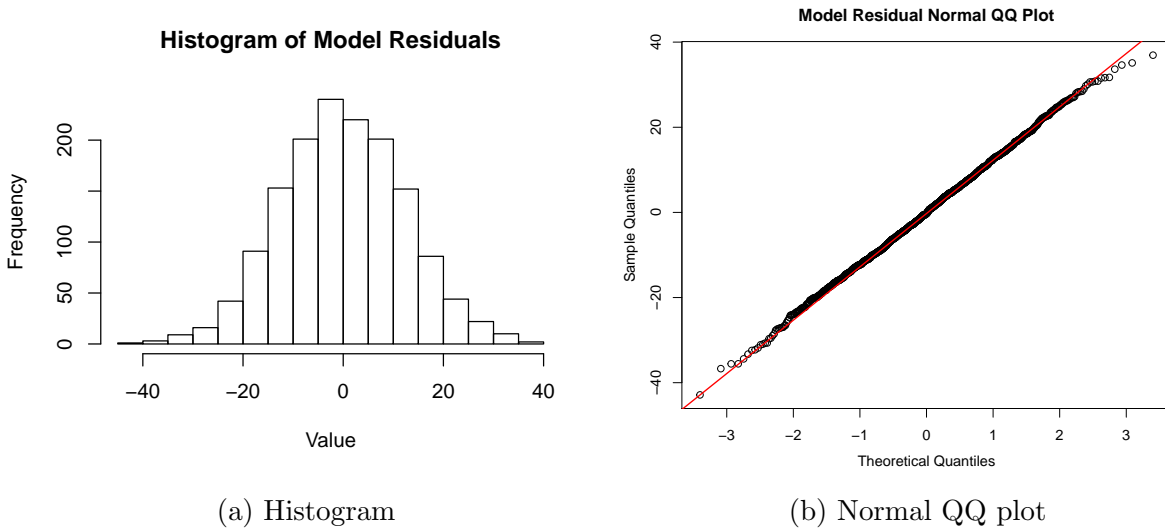 Histogram of Model Residuals
Frequency
200
100
50
0
−40
−20
0
20
40
Value
(a) Histogram
Model Residual Normal QQ Plot
Sample Quantiles
40
20
0
−20
−40
−3
−2
−1
0
1
2
3
Theoretical Quantiles
(b) Normal QQ plot